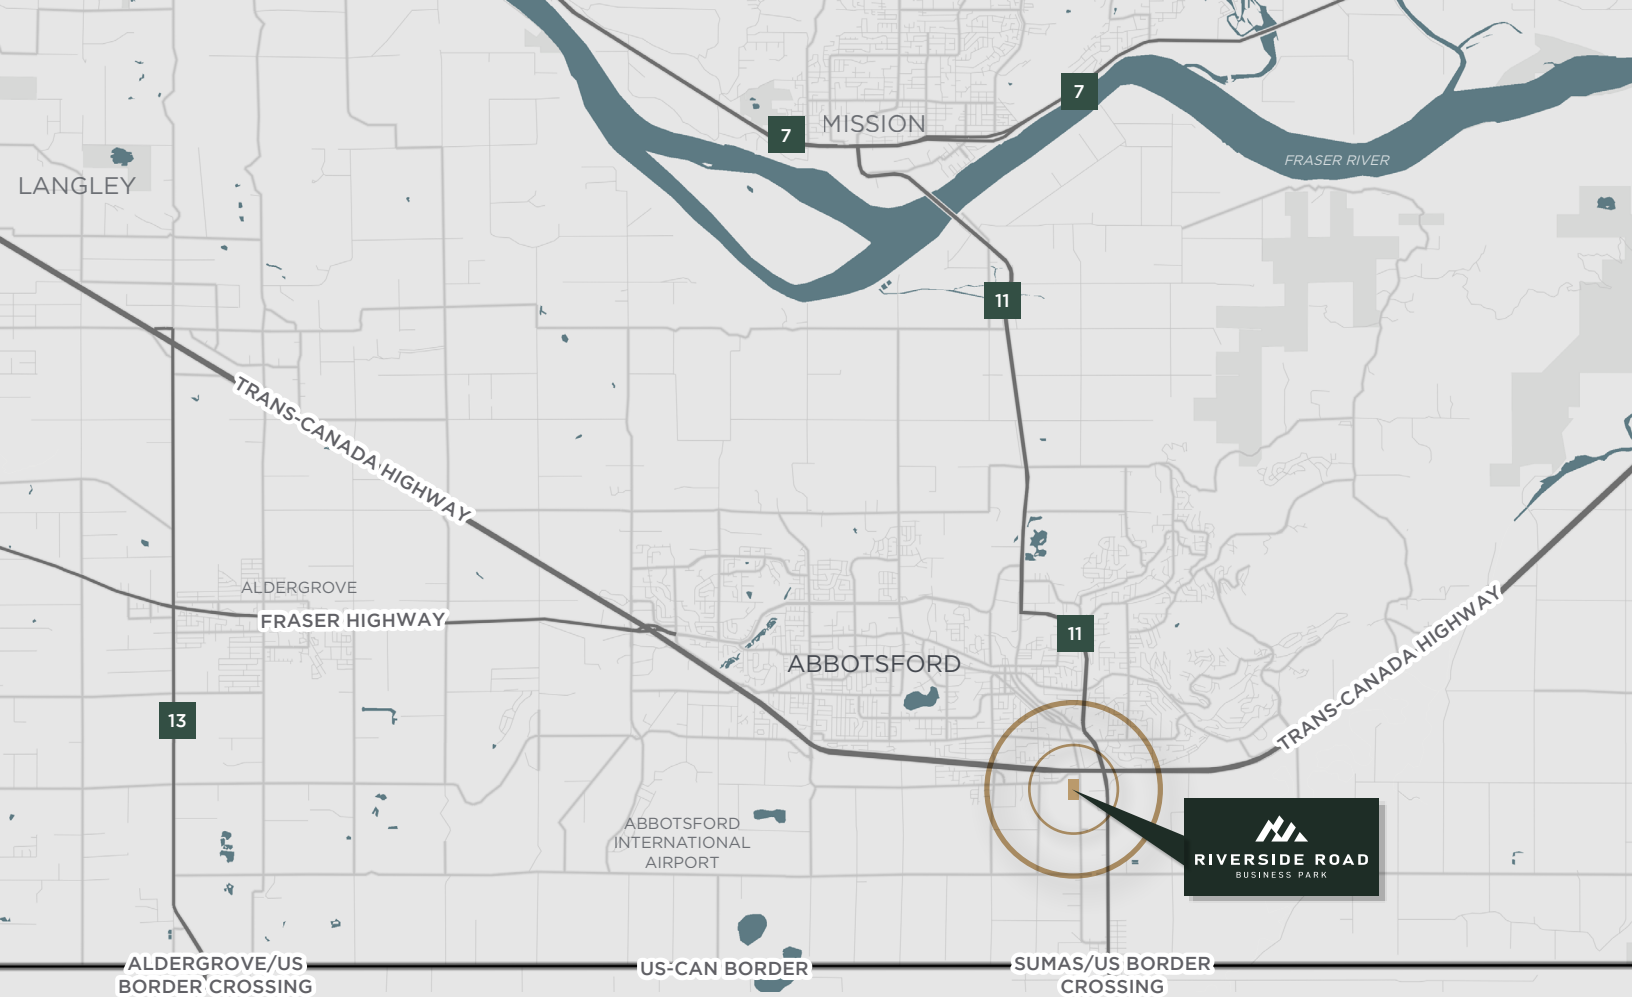 7
7
MISSION
FRASER RIVER
LANGLEY
11
TRANS-CANADA HIGHWAY
ALDERGROVE
FRASER HIGHWAY
TRANS-CANADA HIGHWAY
11
ABBOTSFORD
13
ABBOTSFORD
INTERNATIONAL
AIRPORT
RIVERSIDE ROAD
BUSINESS PARK
ALDERGROVE/US
BORDER CROSSING
US-CAN BORDER
SUMAS/US BORDER
CROSSING